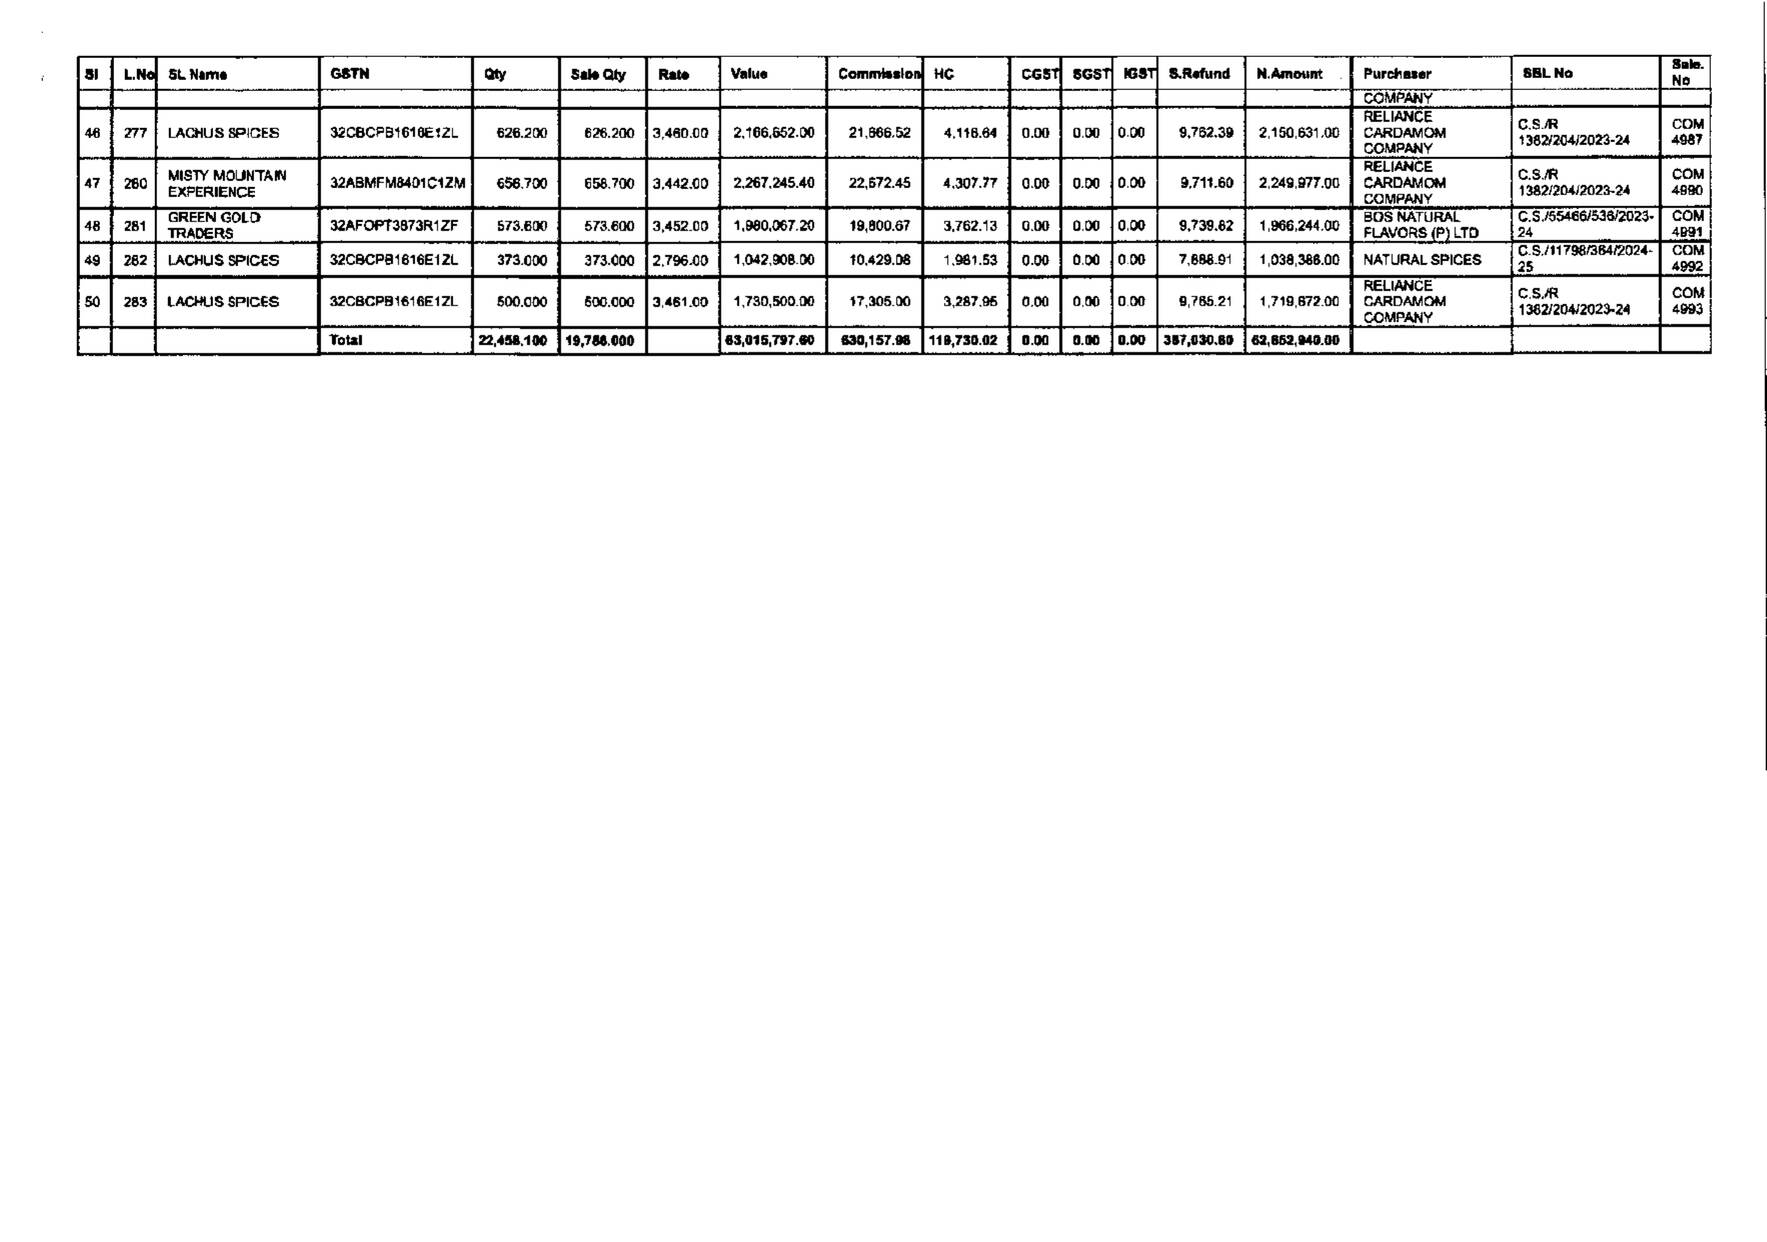 Sl L.No SL Name GSTN Qty Sale Qty Rate Value Commission HC CGST SGST IGST S.Refund N.Amount Purchaser SBL No Sale. No
COMPANY
46 277 LACHUS SPICES 32CBCPB1616E1ZL 626.200 626.200 3,460.00 2,166,652.00 21,666.52 4,116.64 0.00 0.00 0.00 9,762.39 2,150,631.00 RELIANCE CARDAMOM COMPANY C.S./R 1382/204/2023-24 COM 4987
47 280 MISTY MOUNTAIN EXPERIENCE 32ABMFM8401C1ZM 658.700 658.700 3,442.00 2,267,245.40 22,672.45 4,307.77 0.00 0.00 0.00 9,711.60 2,249,977.00 RELIANCE CARDAMOM COMPANY C.S./R 1382/204/2023-24 COM 4990
48 281 GREEN GOLD TRADERS 32AFOPT3873R1ZF 573.600 573.600 3,452.00 1,980,067.20 19,800.67 3,762.13 0.00 0.00 0.00 9,739.82 1,966,244.00 BOS NATURAL FLAVORS (P) LTD C.S./55466/536/2023-24 COM 4991
49 282 LACHUS SPICES 32CBCPB1616E1ZL 373.000 373.000 2,796.00 1,042,908.00 10,429.08 1,981.53 0.00 0.00 0.00 7,888.91 1,038,386.00 NATURAL SPICES C.S./11798/364/2024-25 COM 4992
50 283 LACHUS SPICES 32CBCPB1616E1ZL 500.000 500.000 3,461.00 1,730,500.00 17,305.00 3,287.95 0.00 0.00 0.00 9,765.21 1,719,672.00 RELIANCE CARDAMOM COMPANY C.S./R 1382/204/2023-24 COM 4993
Total 22,458.100 19,786.000 63,015,797.60 630,157.98 119,730.02 0.00 0.00 0.00 387,030.80 62,652,940.00